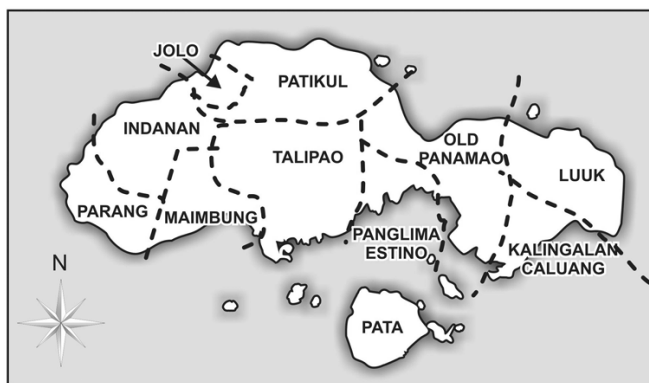 JOLO
PATIKUL
INDANAN
OLD
PANAMAO
TALIPAO
LUUK
PARANG
MAIMBUNG
PANGLIMA
ESTINO
KALINGALAN
CALUANG
N
PATA